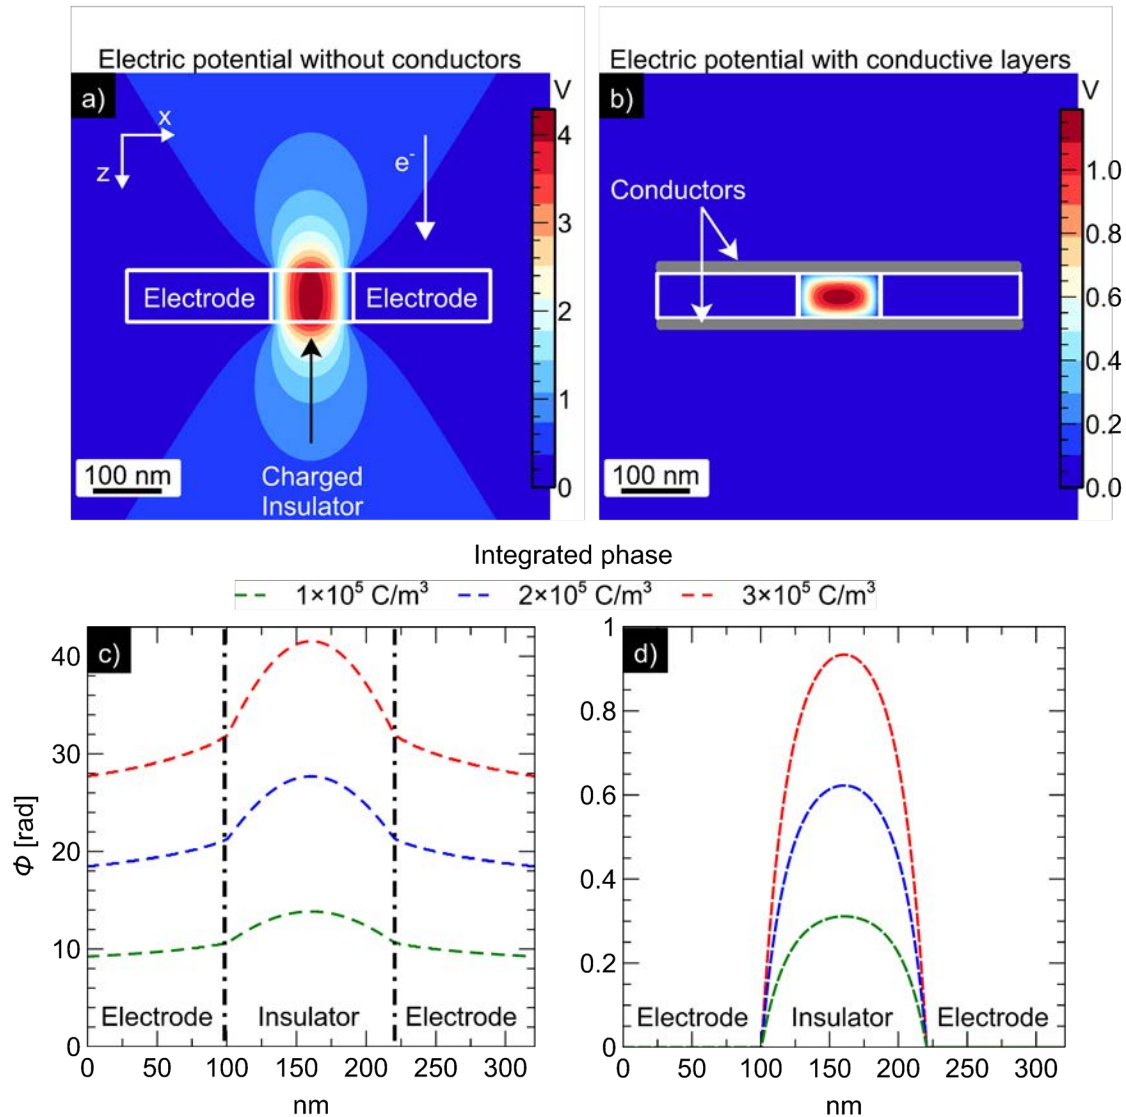 Electric potential without conductors
a)
V
x
z
e⁻
4
3
2
1
0
Electrode
Electrode
100 nm
Charged
Insulator
Electric potential with conductive layers
b)
V
Conductors
1.0
0.8
0.6
0.4
0.2
0.0
100 nm
Integrated phase
1×10⁵ C/m³ 2×10⁵ C/m³ 3×10⁵ C/m³
c)
Φ [rad]
40
30
20
10
0
Electrode Insulator Electrode
0 50 100 150 200 250 300
nm
d)
1
0.8
0.6
0.4
0.2
0
Electrode Insulator Electrode
0 50 100 150 200 250 300
nm